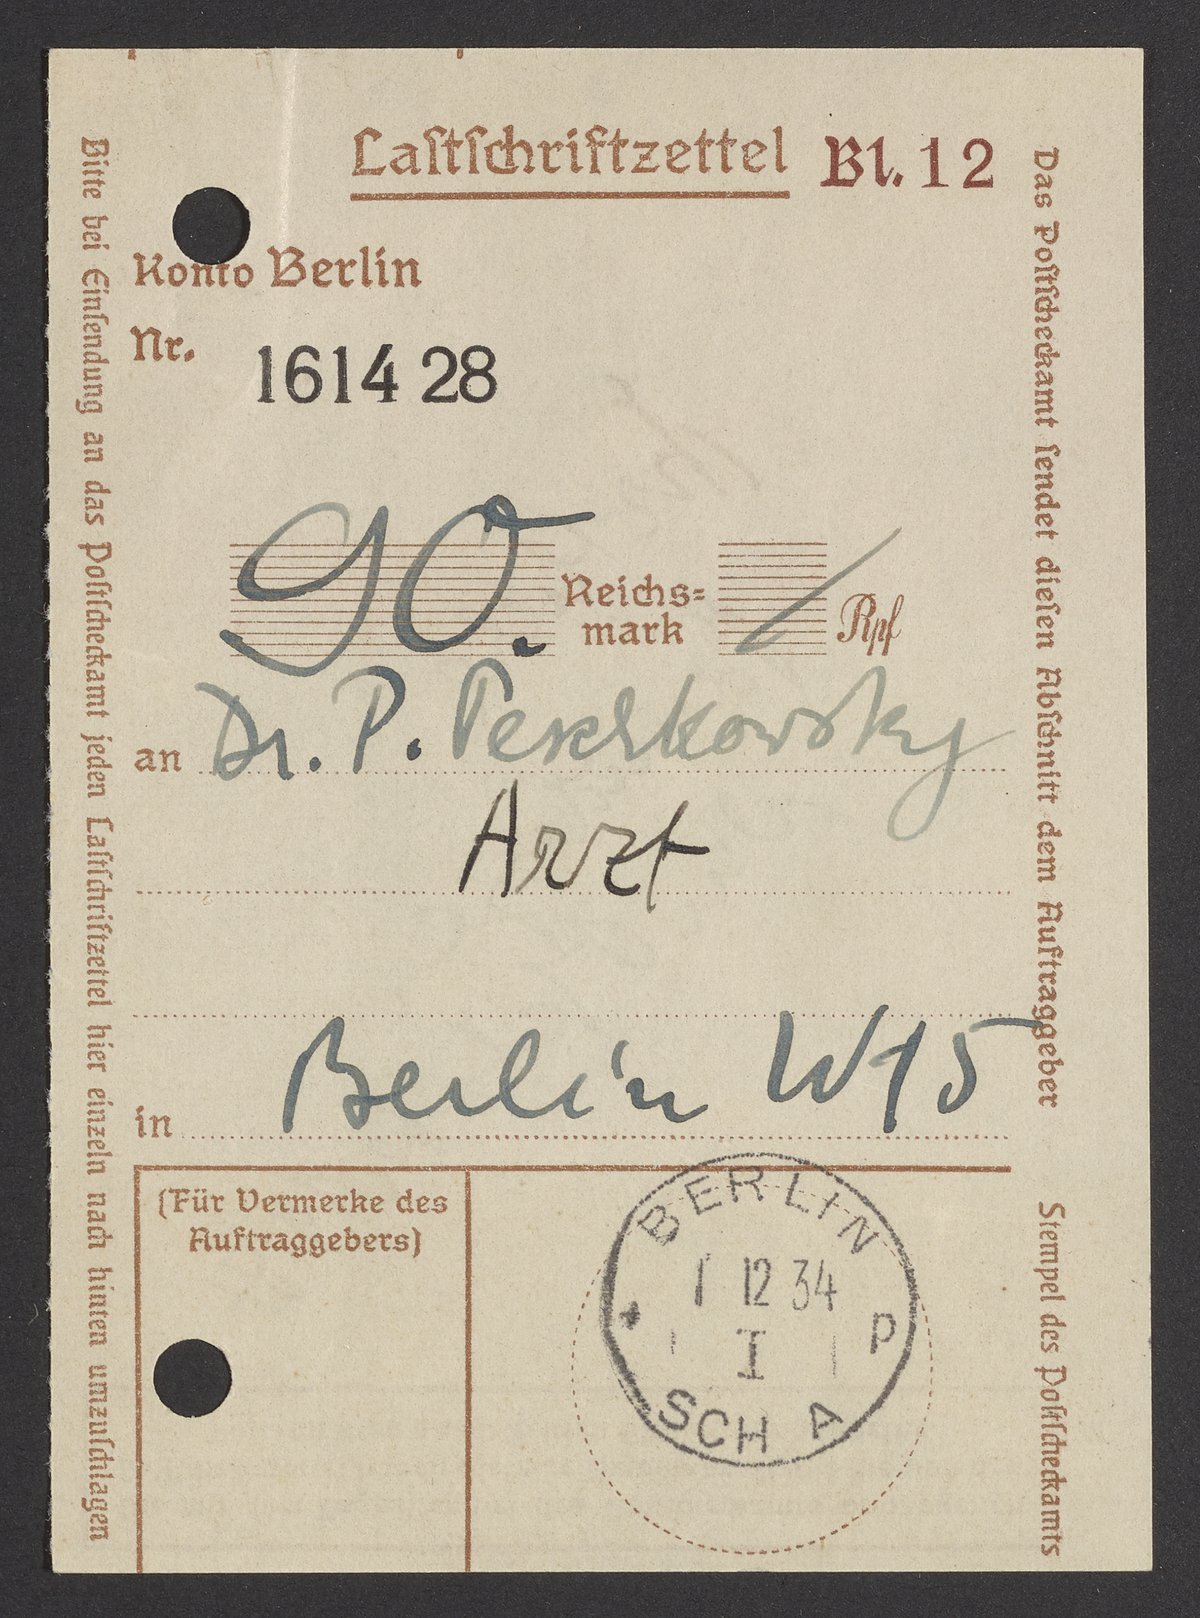 Laſtſchriftzettel Bl. 12
Konto Berlin
Nr. 1614 28
90. Reichs=
mark
Rpf
an Dr. P. Peschkowsky
Arzt
in Berlin W15
(Für Vermerke des
Auftraggebers)
BERLIN
1 12 34
I
P
SCH A
Bitte bei Einſendung an das Poſtſcheckamt jeden Laſtſchriftzettel hier einzeln nach hinten umzuſchlagen
Das Poſtſcheckamt ſendet dieſen Abſchnitt dem Auftraggeber
Stempel des Poſtſcheckamts